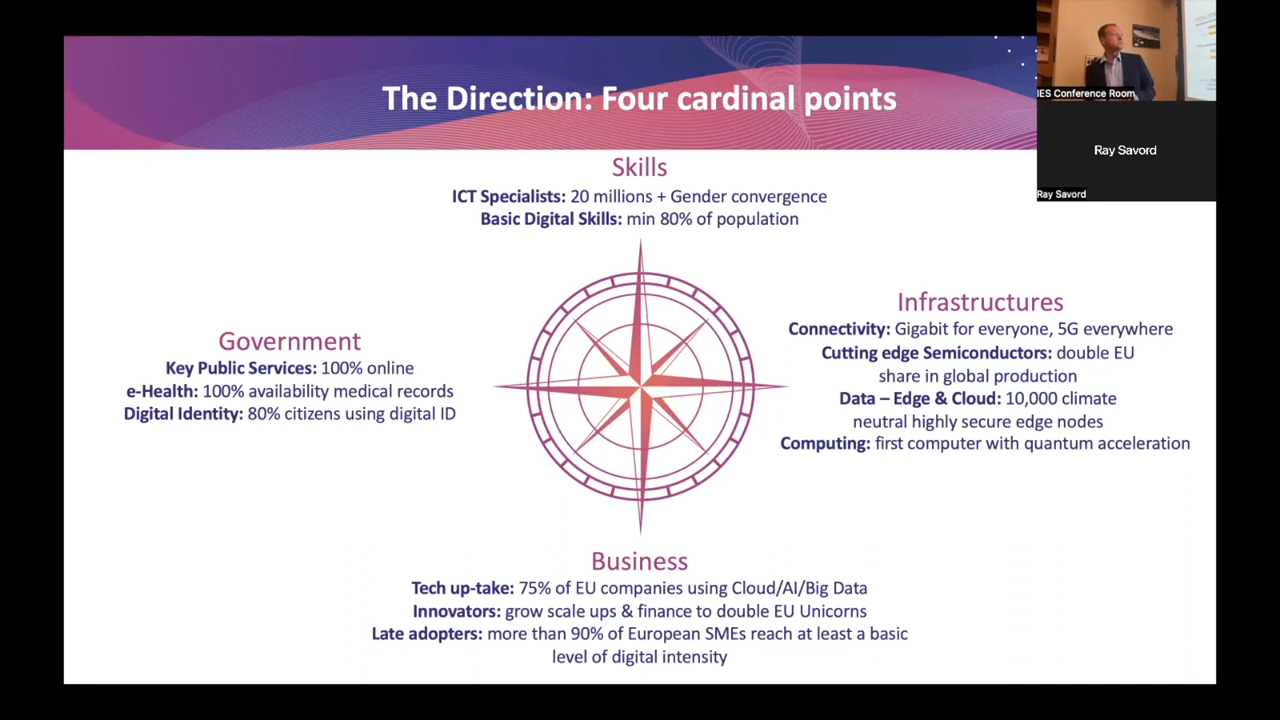 The Direction: Four cardinal points
IES Conference Room
Ray Savord
Ray Savord
Skills
ICT Specialists: 20 millions + Gender convergence
Basic Digital Skills: min 80% of population
Government
Key Public Services: 100% online
e-Health: 100% availability medical records
Digital Identity: 80% citizens using digital ID
Infrastructures
Connectivity: Gigabit for everyone, 5G everywhere
Cutting edge Semiconductors: double EU
share in global production
Data – Edge & Cloud: 10,000 climate
neutral highly secure edge nodes
Computing: first computer with quantum acceleration
Business
Tech up-take: 75% of EU companies using Cloud/AI/Big Data
Innovators: grow scale ups & finance to double EU Unicorns
Late adopters: more than 90% of European SMEs reach at least a basic
level of digital intensity